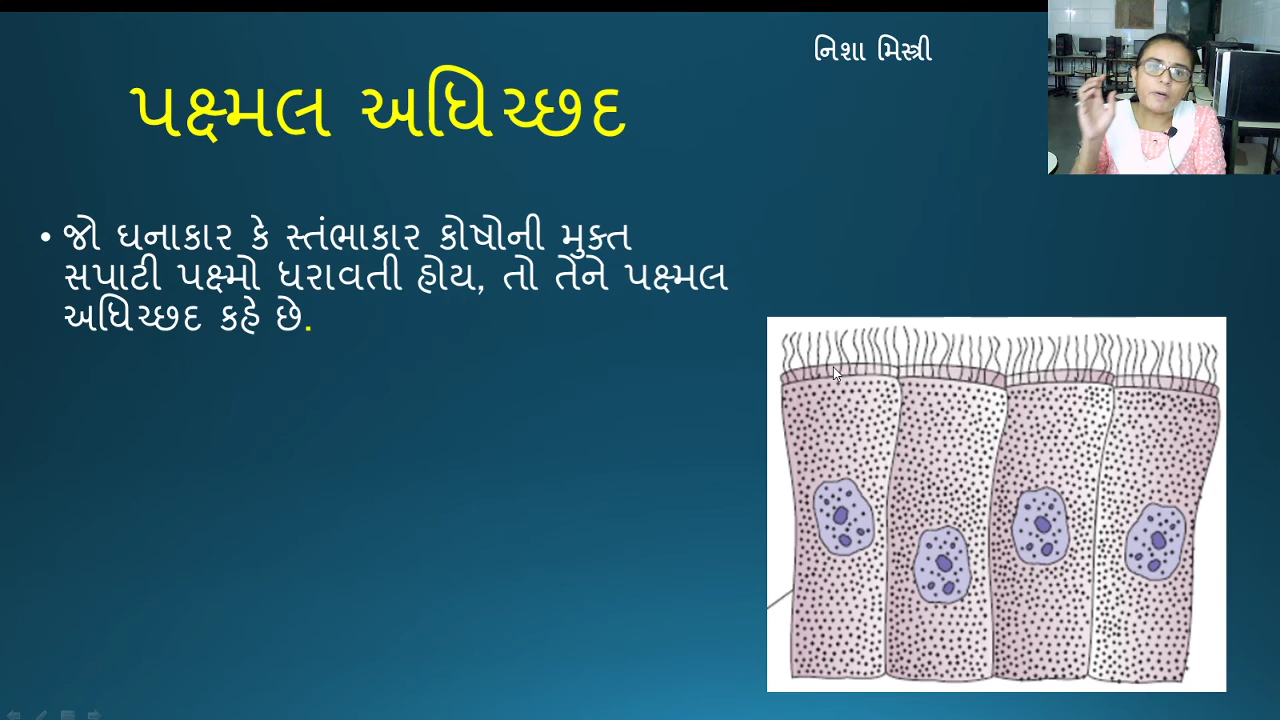 નિશા મિસ્ત્રી
પક્ષ્મલ અધિચ્છદ
• જો ઘનાકાર કે સ્તંભાકાર કોષોની મુક્ત
સપાટી પક્ષ્મો ધરાવતી હોય, તો તેને પક્ષ્મલ
અધિચ્છદ કહે છે.